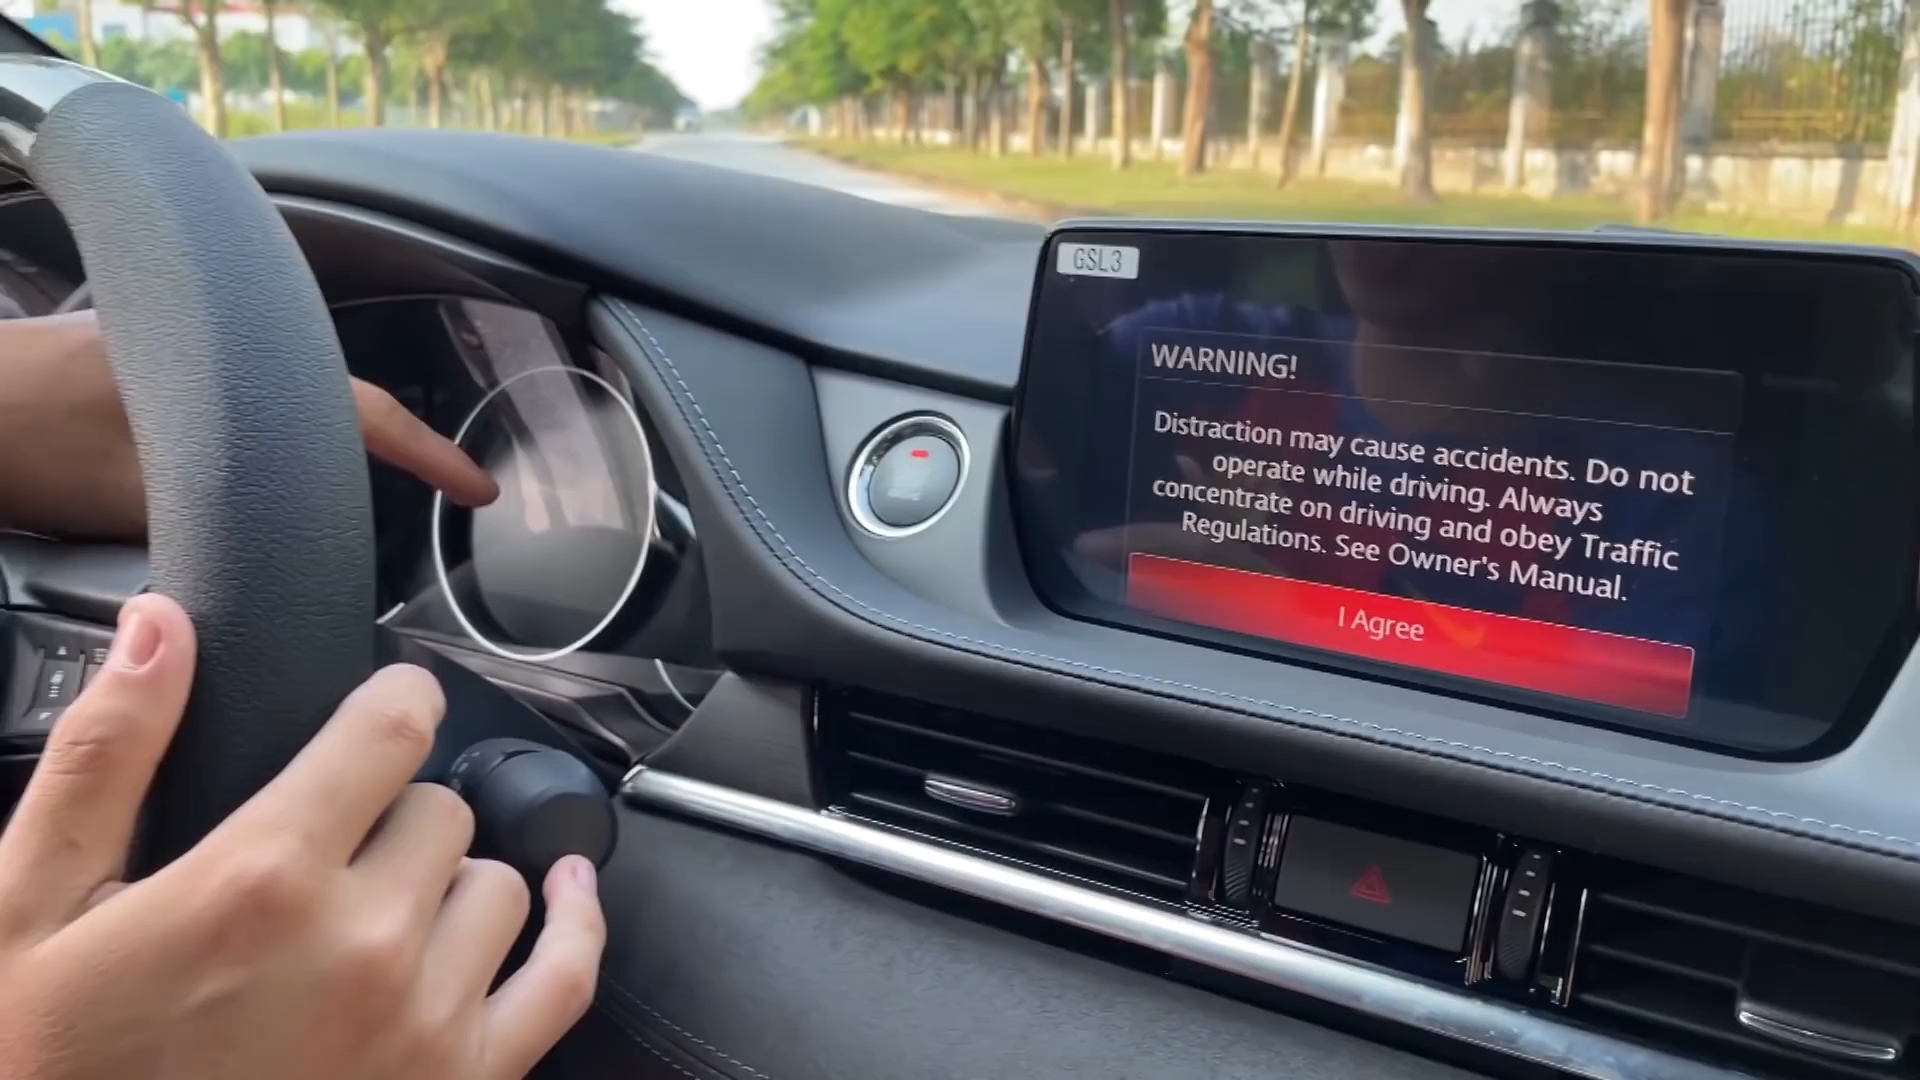 GSL3
WARNING!
Distraction may cause accidents. Do not
operate while driving. Always
concentrate on driving and obey Traffic
Regulations. See Owner's Manual.
I Agree